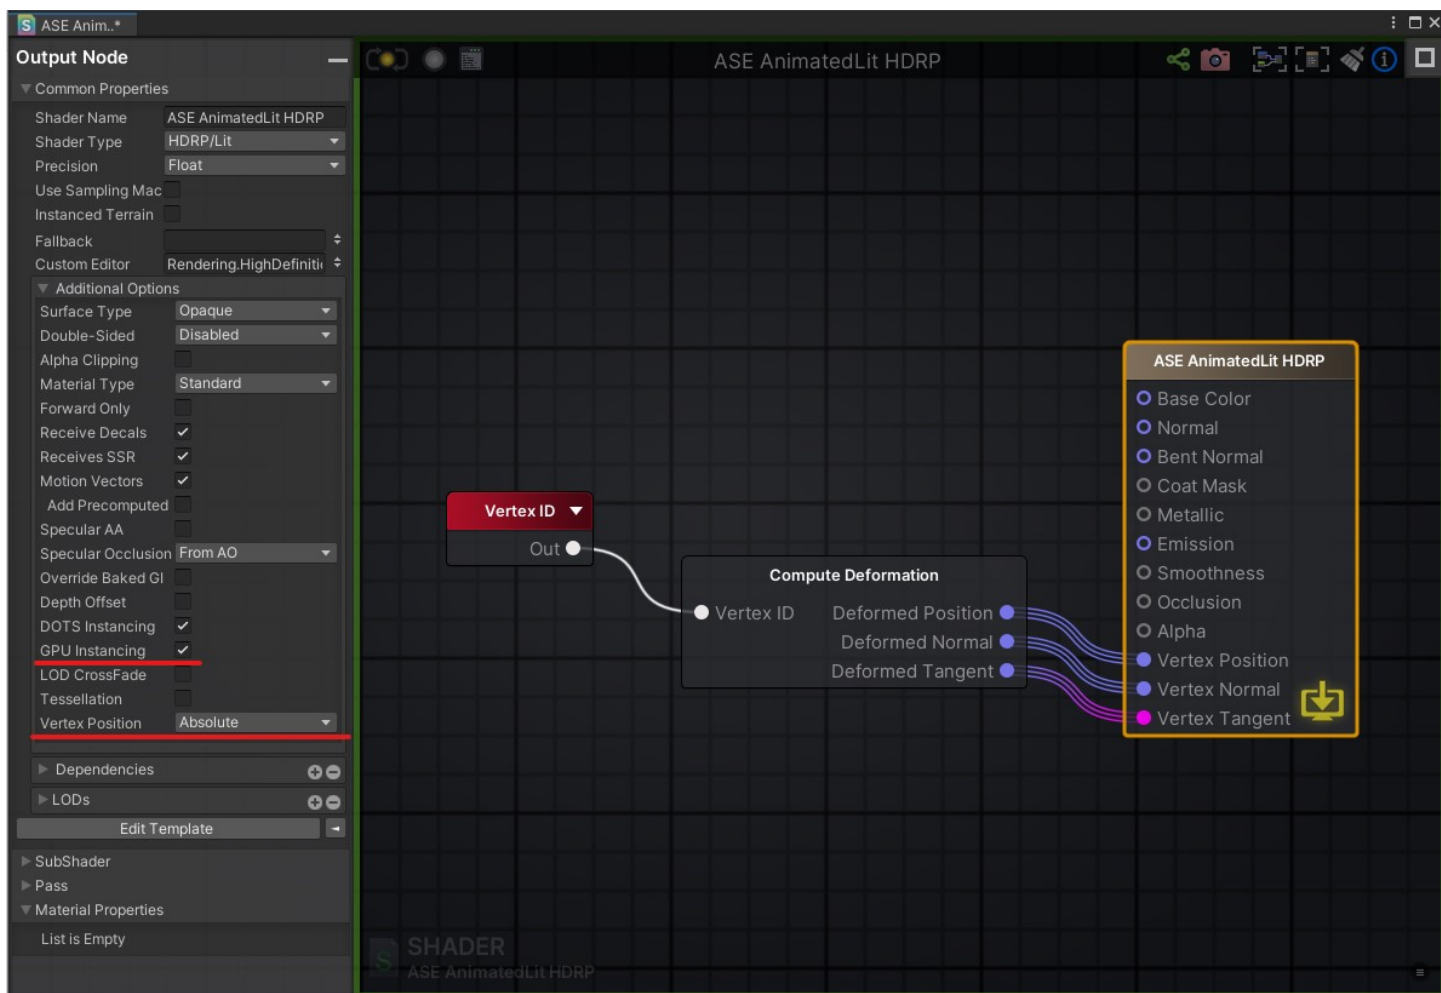 ASE Anim..*
Output Node
ASE AnimatedLit HDRP
Common Properties
Shader Name ASE AnimatedLit HDRP
Shader Type HDRP/Lit
Precision Float
Use Sampling Mac
Instanced Terrain
Fallback
Custom Editor Rendering.HighDefiniti
Additional Options
Surface Type Opaque
Double-Sided Disabled
Alpha Clipping
Material Type Standard
Forward Only
Receive Decals
Receives SSR
Motion Vectors
Add Precomputed
Specular AA
Specular Occlusion From AO
Override Baked GI
Depth Offset
DOTS Instancing
GPU Instancing
LOD CrossFade
Tessellation
Vertex Position Absolute
Dependencies
LODs
Edit Template
SubShader
Pass
Material Properties
List is Empty
Vertex ID
Out
Compute Deformation
Vertex ID Deformed Position
Deformed Normal
Deformed Tangent
ASE AnimatedLit HDRP
Base Color
Normal
Bent Normal
Coat Mask
Metallic
Emission
Smoothness
Occlusion
Alpha
Vertex Position
Vertex Normal
Vertex Tangent
SHADER
ASE AnimatedLit HDRP